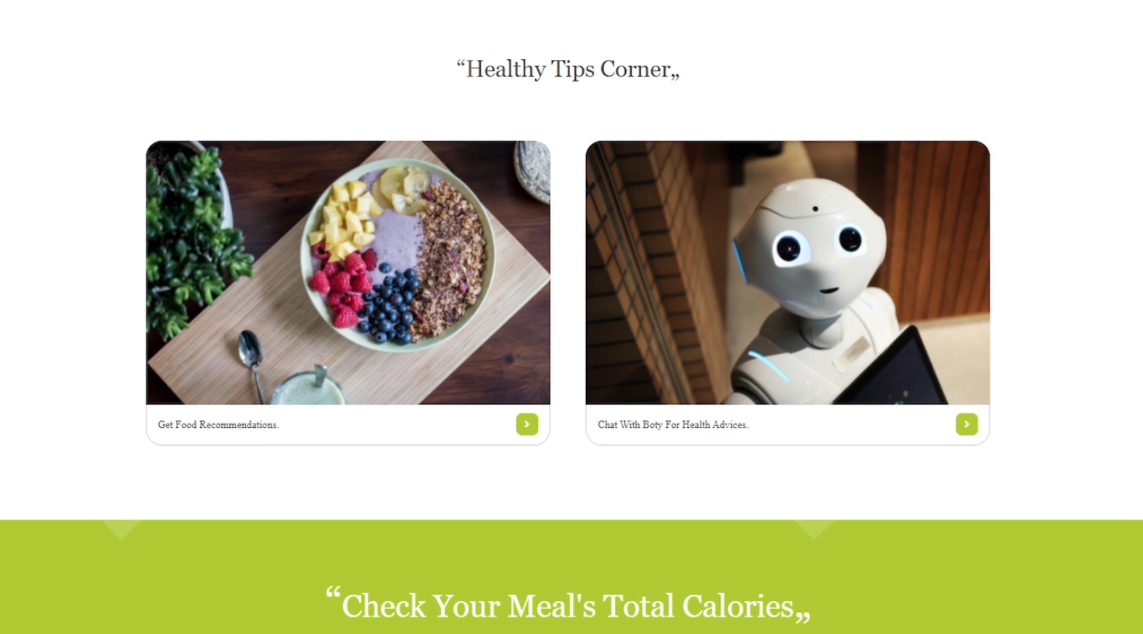 “Healthy Tips Corner„
Get Food Recommendations.
Chat With Boty For Health Advices.
“Check Your Meal's Total Calories„